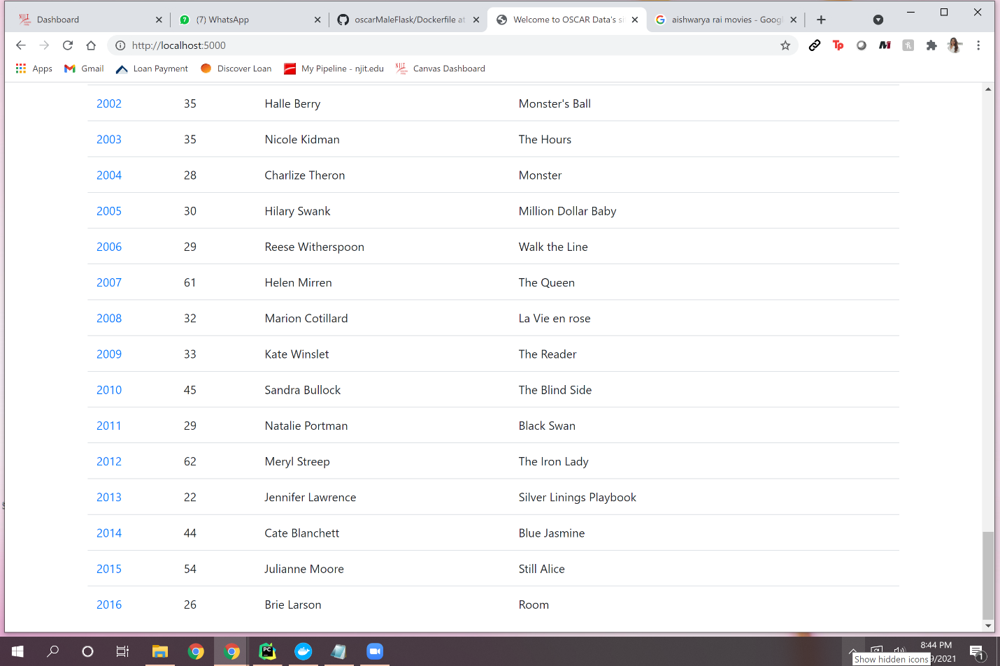 Dashboard
(7) WhatsApp
oscarMaleFlask/Dockerfile at
Welcome to OSCAR Data's si
aishwarya rai movies - Googl
http://localhost:5000
Apps
Gmail
Loan Payment
Discover Loan
My Pipeline - njit.edu
Canvas Dashboard
2002 35 Halle Berry Monster's Ball
2003 35 Nicole Kidman The Hours
2004 28 Charlize Theron Monster
2005 30 Hilary Swank Million Dollar Baby
2006 29 Reese Witherspoon Walk the Line
2007 61 Helen Mirren The Queen
2008 32 Marion Cotillard La Vie en rose
2009 33 Kate Winslet The Reader
2010 45 Sandra Bullock The Blind Side
2011 29 Natalie Portman Black Swan
2012 62 Meryl Streep The Iron Lady
2013 22 Jennifer Lawrence Silver Linings Playbook
2014 44 Cate Blanchett Blue Jasmine
2015 54 Julianne Moore Still Alice
2016 26 Brie Larson Room
8:44 PM
Show hidden icons
9/2021
1